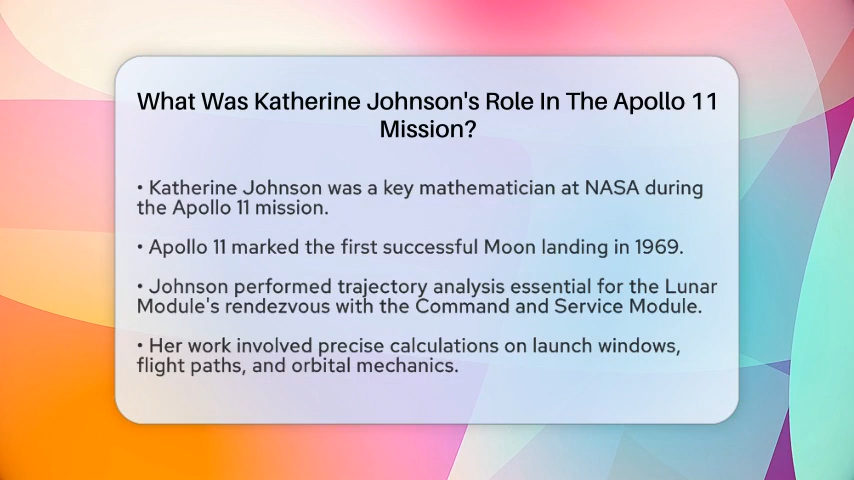 What Was Katherine Johnson's Role In The Apollo 11
Mission?
• Katherine Johnson was a key mathematician at NASA during
the Apollo 11 mission.
• Apollo 11 marked the first successful Moon landing in 1969.
• Johnson performed trajectory analysis essential for the Lunar
Module's rendezvous with the Command and Service Module.
• Her work involved precise calculations on launch windows,
flight paths, and orbital mechanics.